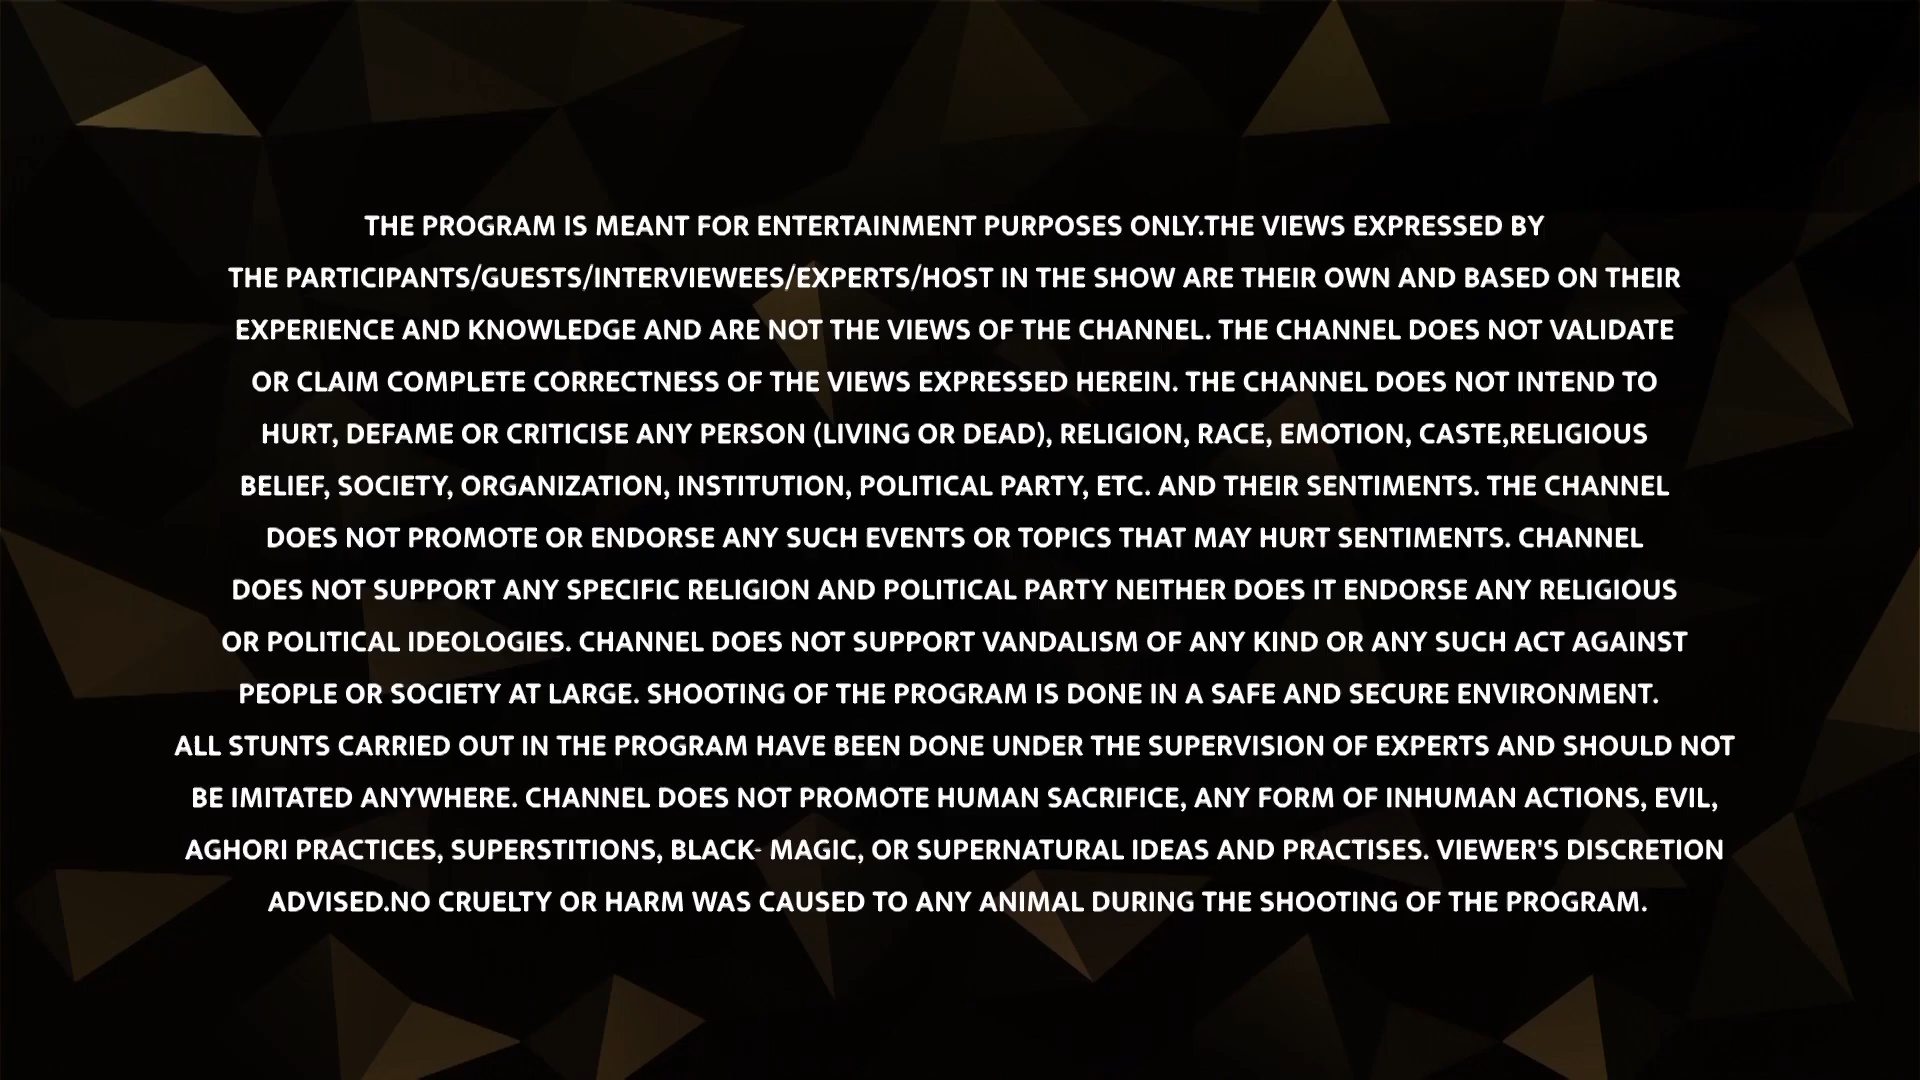 THE PROGRAM IS MEANT FOR ENTERTAINMENT PURPOSES ONLY.THE VIEWS EXPRESSED BY
THE PARTICIPANTS/GUESTS/INTERVIEWEES/EXPERTS/HOST IN THE SHOW ARE THEIR OWN AND BASED ON THEIR
EXPERIENCE AND KNOWLEDGE AND ARE NOT THE VIEWS OF THE CHANNEL. THE CHANNEL DOES NOT VALIDATE
OR CLAIM COMPLETE CORRECTNESS OF THE VIEWS EXPRESSED HEREIN. THE CHANNEL DOES NOT INTEND TO
HURT, DEFAME OR CRITICISE ANY PERSON (LIVING OR DEAD), RELIGION, RACE, EMOTION, CASTE,RELIGIOUS
BELIEF, SOCIETY, ORGANIZATION, INSTITUTION, POLITICAL PARTY, ETC. AND THEIR SENTIMENTS. THE CHANNEL
DOES NOT PROMOTE OR ENDORSE ANY SUCH EVENTS OR TOPICS THAT MAY HURT SENTIMENTS. CHANNEL
DOES NOT SUPPORT ANY SPECIFIC RELIGION AND POLITICAL PARTY NEITHER DOES IT ENDORSE ANY RELIGIOUS
OR POLITICAL IDEOLOGIES. CHANNEL DOES NOT SUPPORT VANDALISM OF ANY KIND OR ANY SUCH ACT AGAINST
PEOPLE OR SOCIETY AT LARGE. SHOOTING OF THE PROGRAM IS DONE IN A SAFE AND SECURE ENVIRONMENT.
ALL STUNTS CARRIED OUT IN THE PROGRAM HAVE BEEN DONE UNDER THE SUPERVISION OF EXPERTS AND SHOULD NOT
BE IMITATED ANYWHERE. CHANNEL DOES NOT PROMOTE HUMAN SACRIFICE, ANY FORM OF INHUMAN ACTIONS, EVIL,
AGHORI PRACTICES, SUPERSTITIONS, BLACK- MAGIC, OR SUPERNATURAL IDEAS AND PRACTISES. VIEWER'S DISCRETION
ADVISED.NO CRUELTY OR HARM WAS CAUSED TO ANY ANIMAL DURING THE SHOOTING OF THE PROGRAM.